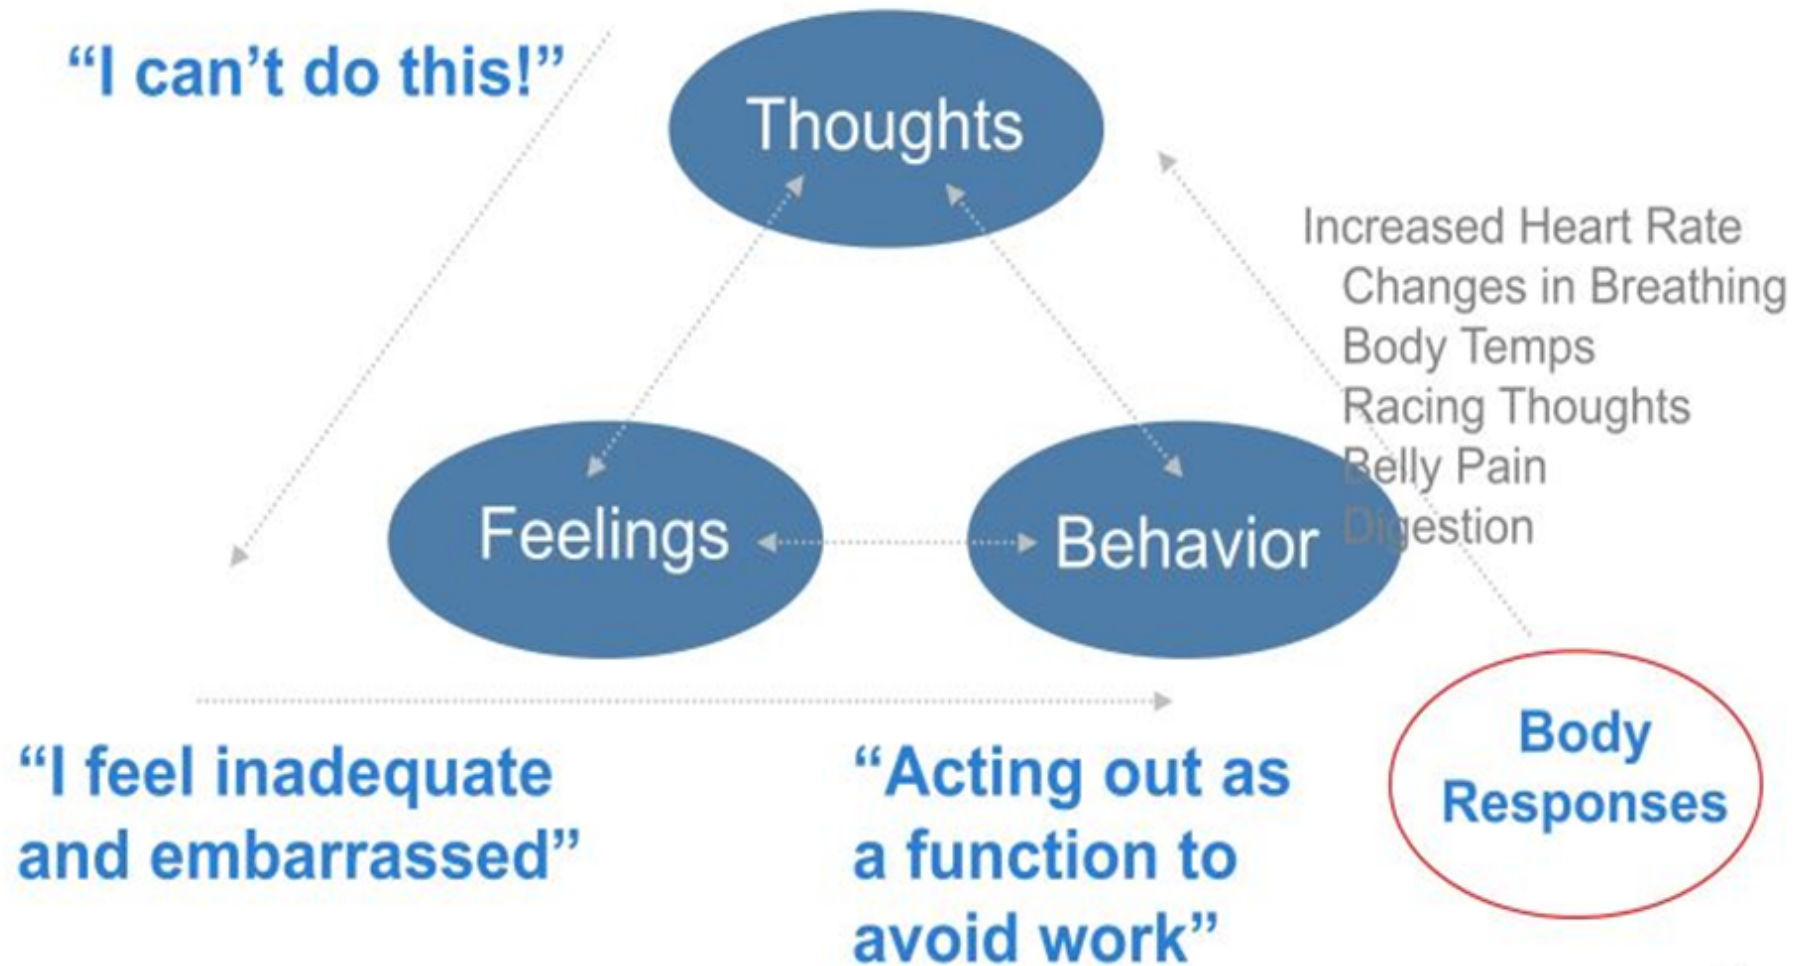 “I can’t do this!”
Thoughts
Increased Heart Rate
Changes in Breathing
Body Temps
Racing Thoughts
Belly Pain
Digestion
Feelings
Behavior
“I feel inadequate
and embarrassed”
“Acting out as
a function to
avoid work”
Body
Responses